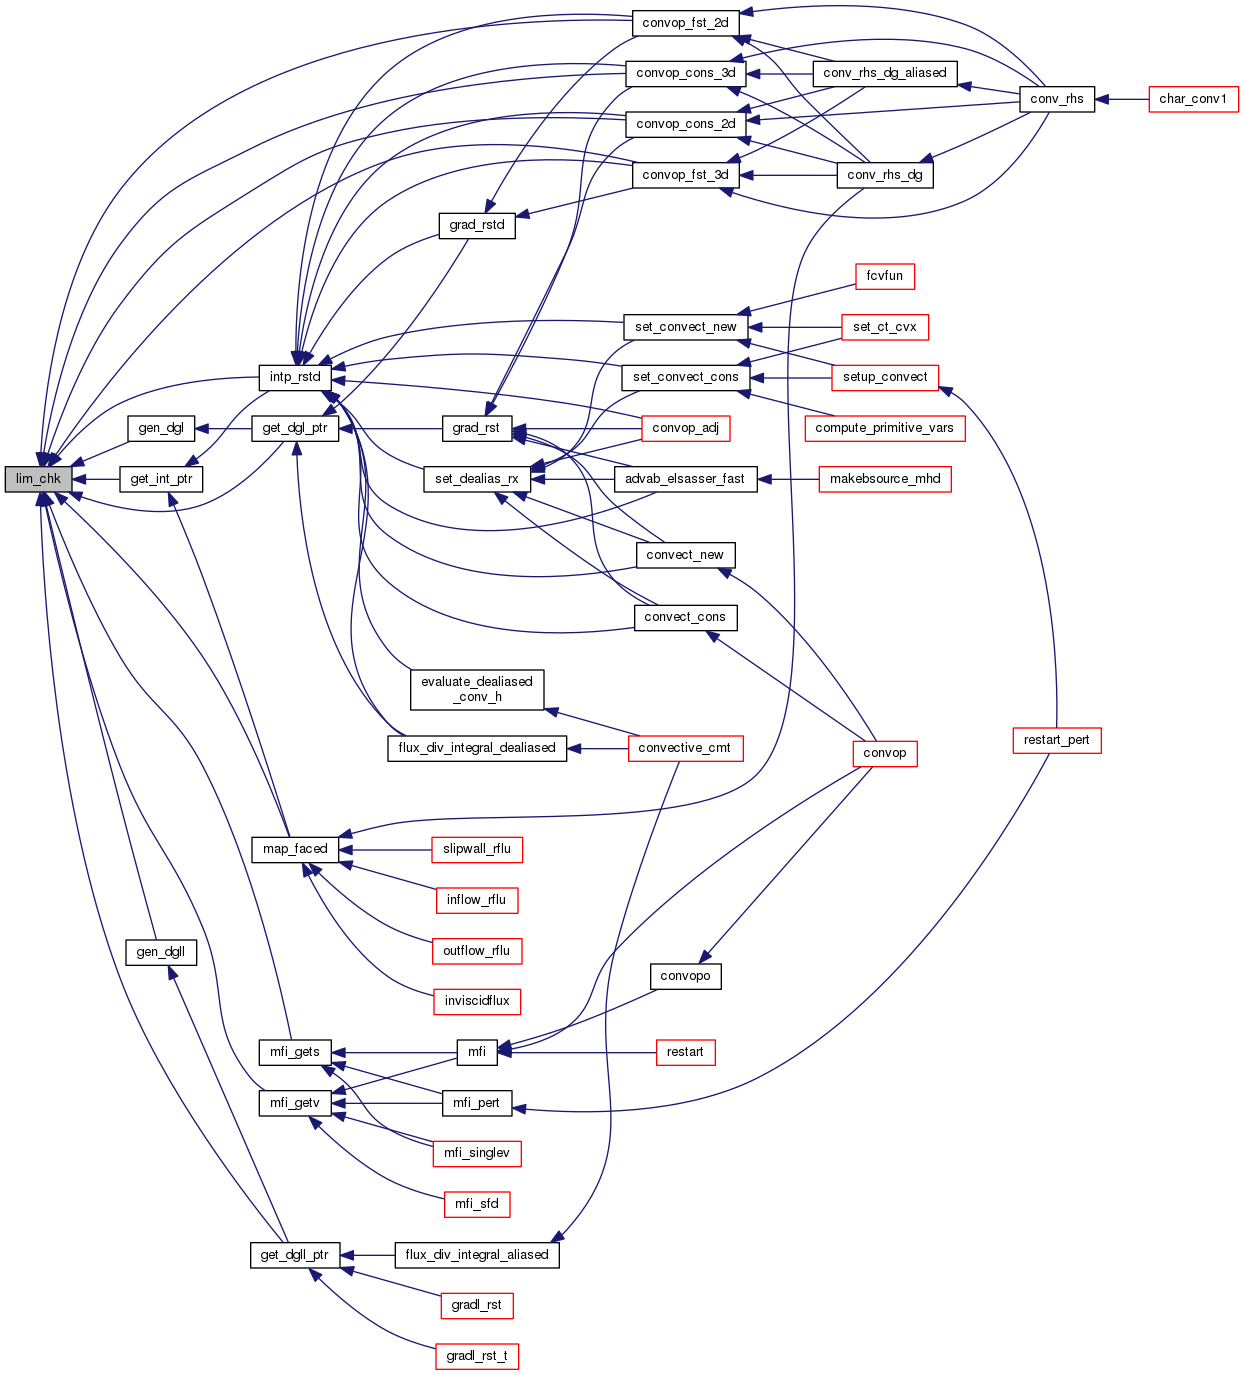 convop_fst_2d
convop_cons_3d
conv_rhs_dg_aliased
conv_rhs
char_conv1
convop_cons_2d
convop_fst_3d
conv_rhs_dg
grad_rstd
fcvfun
set_convect_new
set_ct_cvx
intp_rstd
set_convect_cons
setup_convect
gen_dgl
get_dgl_ptr
grad_rst
convop_adj
compute_primitive_vars
lim_chk
get_int_ptr
set_dealias_rx
advab_elsasser_fast
makebsource_mhd
convect_new
convect_cons
evaluate_dealiased
_conv_h
flux_div_integral_dealiased
convective_cmt
convop
restart_pert
map_faced
slipwall_rflu
inflow_rflu
outflow_rflu
gen_dgll
convopo
inviscidflux
mfi_gets
mfi
restart
mfi_getv
mfi_pert
mfi_singlev
mfi_sfd
get_dgll_ptr
flux_div_integral_aliased
gradl_rst
gradl_rst_t